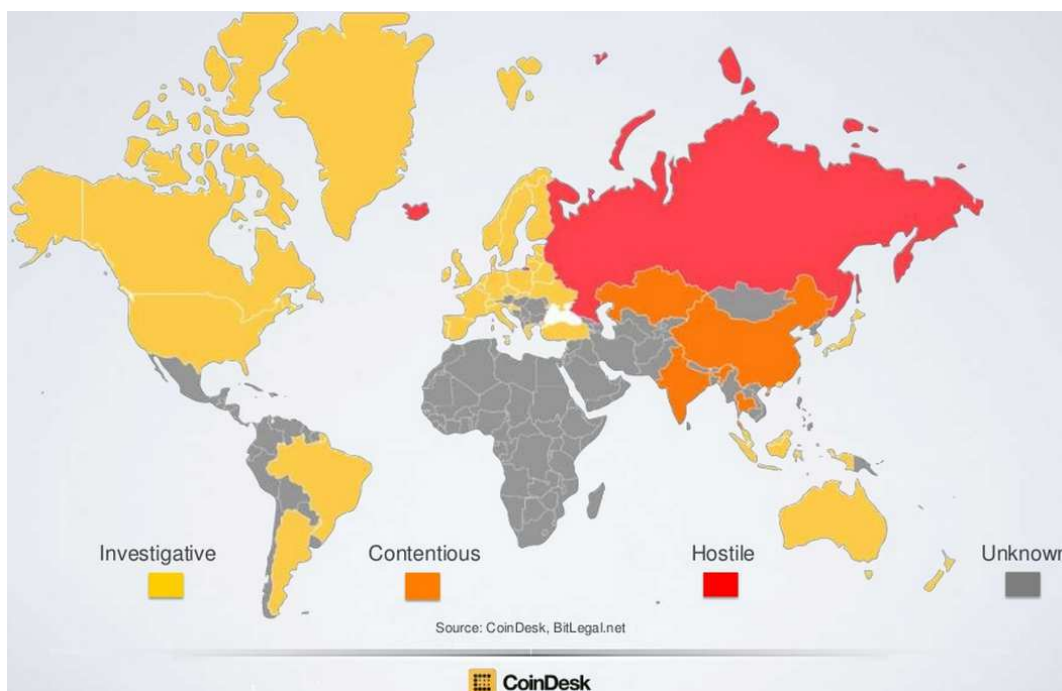 Investigative
Contentious
Hostile
Unknown
Source: CoinDesk, BitLegal.net
CoinDesk